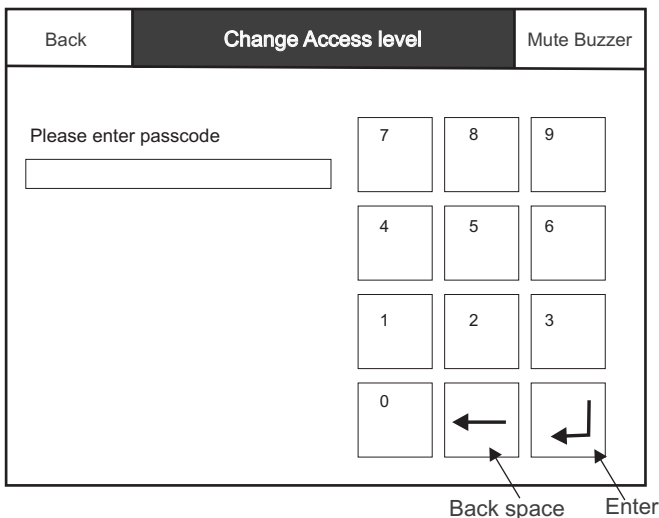 Back Change Access level Mute Buzzer
Please enter passcode
7 8 9
4 5 6
1 2 3
0
Back space Enter